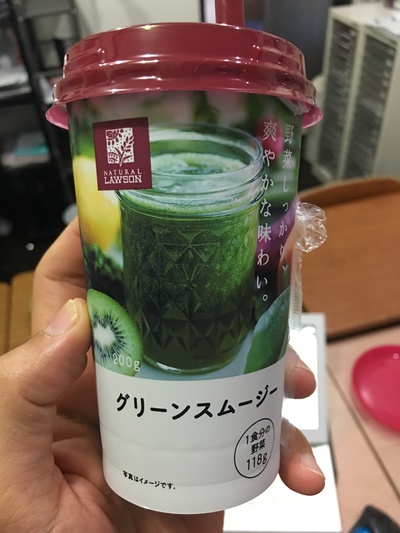 NATURAL
LAWSON
野菜しっかり、
爽やかな味わい。
200g
グリーンスムージー
1食分の
野菜
118g
写真はイメージです。